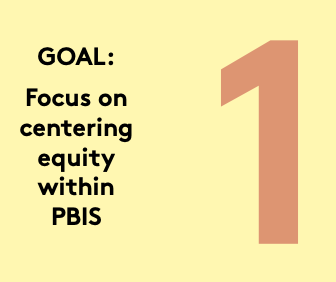 GOAL:
Focus on
centering
equity
within
PBIS
1